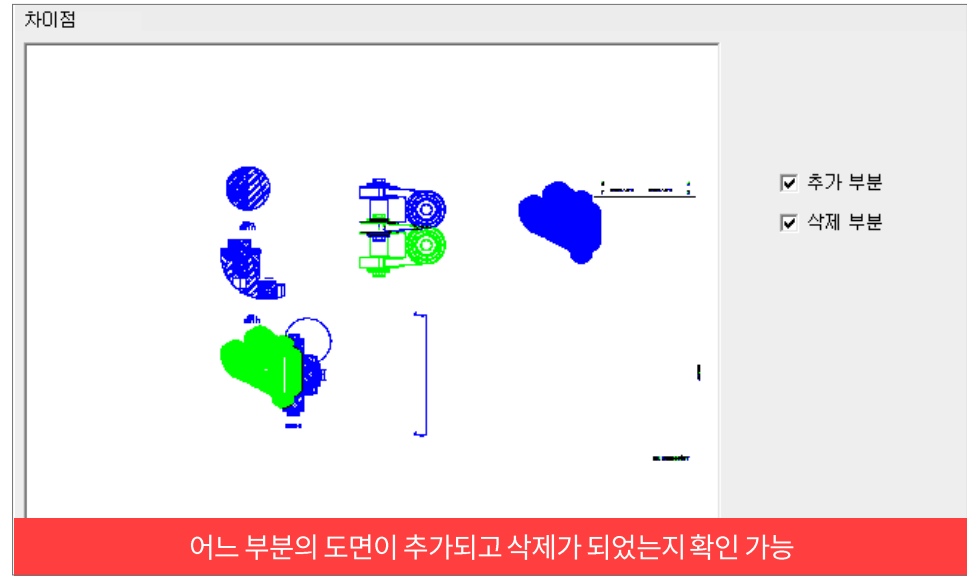 차이점
추가 부분
삭제 부분
어느 부분의 도면이 추가되고 삭제가 되었는지 확인 가능